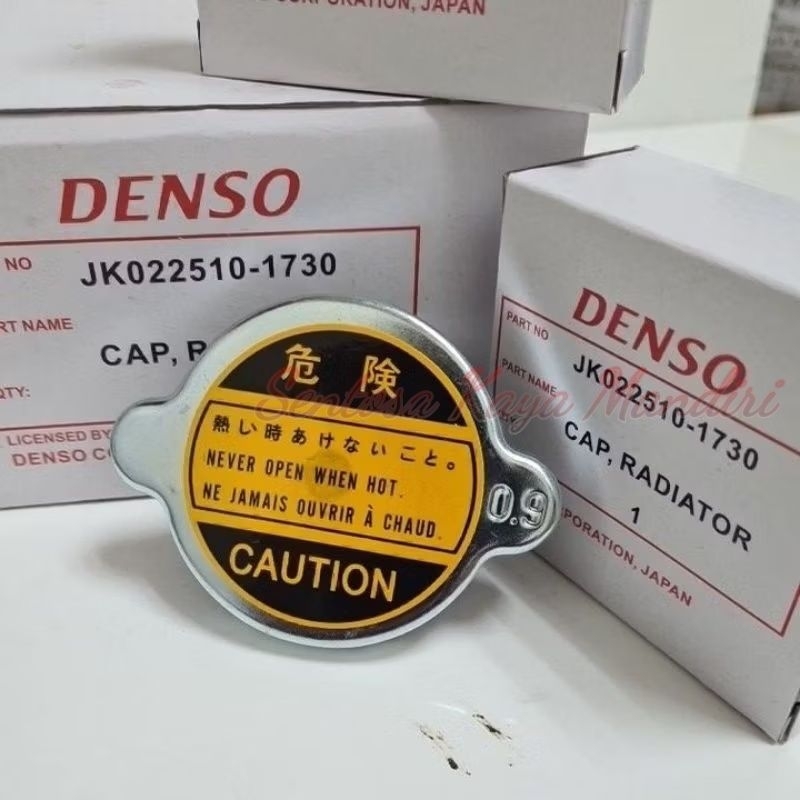 CORPORATION, JAPAN
DENSO
NO
JK022510-1730
RT NAME
CAP, R
QTY:
LICENSED BY
DENSO CO
危 険
熱い時あけないこと。
NEVER OPEN WHEN HOT.
NE JAMAIS OUVRIR À CHAUD.
CAUTION
0.9
DENSO
PART NO
JK022510-1730
PART NAME
CAP, RADIATOR
1
PORATION, JAPAN
Sentosa Kaya Mandiri